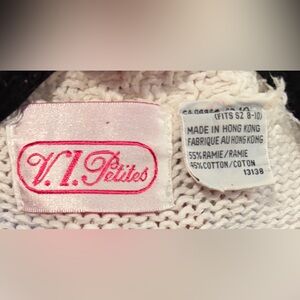 V.I. Petites
(FITS SZ 8-10)
MADE IN HONG KONG
FABRIQUE AU HONG KONG
55% RAMIE/RAMIE
45% COTTON/COTON
13138